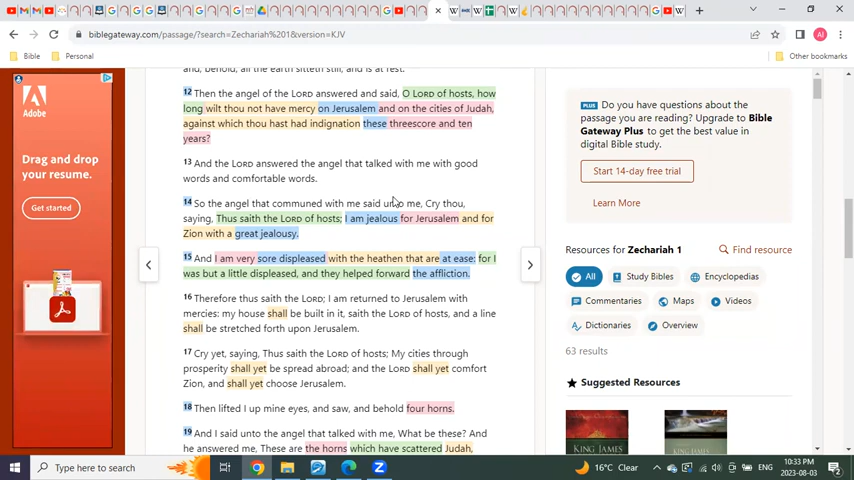 biblegateway.com/passage/?search=Zechariah%201&version=KJV
Bible
Personal
Other bookmarks
and, behold, all the earth sitteth still, and is at rest.
12 Then the angel of the LORD answered and said, O LORD of hosts, how
long wilt thou not have mercy on Jerusalem and on the cities of Judah,
against which thou hast had indignation these threescore and ten
years?
13 And the LORD answered the angel that talked with me with good
words and comfortable words.
14 So the angel that communed with me said unto me, Cry thou,
saying, Thus saith the LORD of hosts; I am jealous for Jerusalem and for
Zion with a great jealousy.
15 And I am very sore displeased with the heathen that are at ease: for I
was but a little displeased, and they helped forward the affliction.
16 Therefore thus saith the LORD; I am returned to Jerusalem with
mercies: my house shall be built in it, saith the LORD of hosts, and a line
shall be stretched forth upon Jerusalem.
17 Cry yet, saying, Thus saith the LORD of hosts; My cities through
prosperity shall yet be spread abroad; and the LORD shall yet comfort
Zion, and shall yet choose Jerusalem.
18 Then lifted I up mine eyes, and saw, and behold four horns.
19 And I said unto the angel that talked with me, What be these? And
he answered me, These are the horns which have scattered Judah,
Adobe
Drag and drop
your resume.
Get started
PLUS Do you have questions about the
passage you are reading? Upgrade to Bible
Gateway Plus to get the best value in
digital Bible study.
Start 14-day free trial
Learn More
Resources for Zechariah 1
Find resource
All
Study Bibles
Encyclopedias
Commentaries
Maps
Videos
Dictionaries
Overview
63 results
Suggested Resources
KING JAMES
Type here to search
16°C Clear
ENG
10:33 PM
2023-08-03